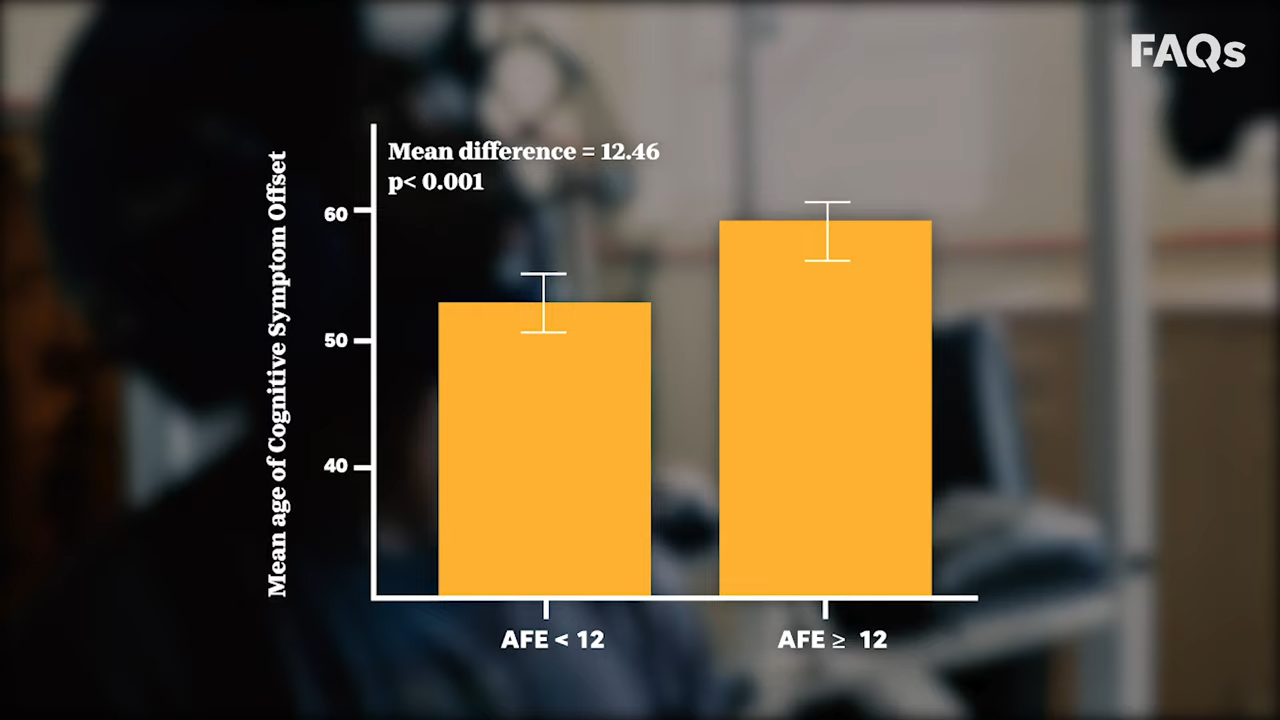 FAQs
Mean difference = 12.46
p< 0.001
Mean age of Cognitive Symptom Offset
60
50
40
AFE < 12
AFE ≥ 12